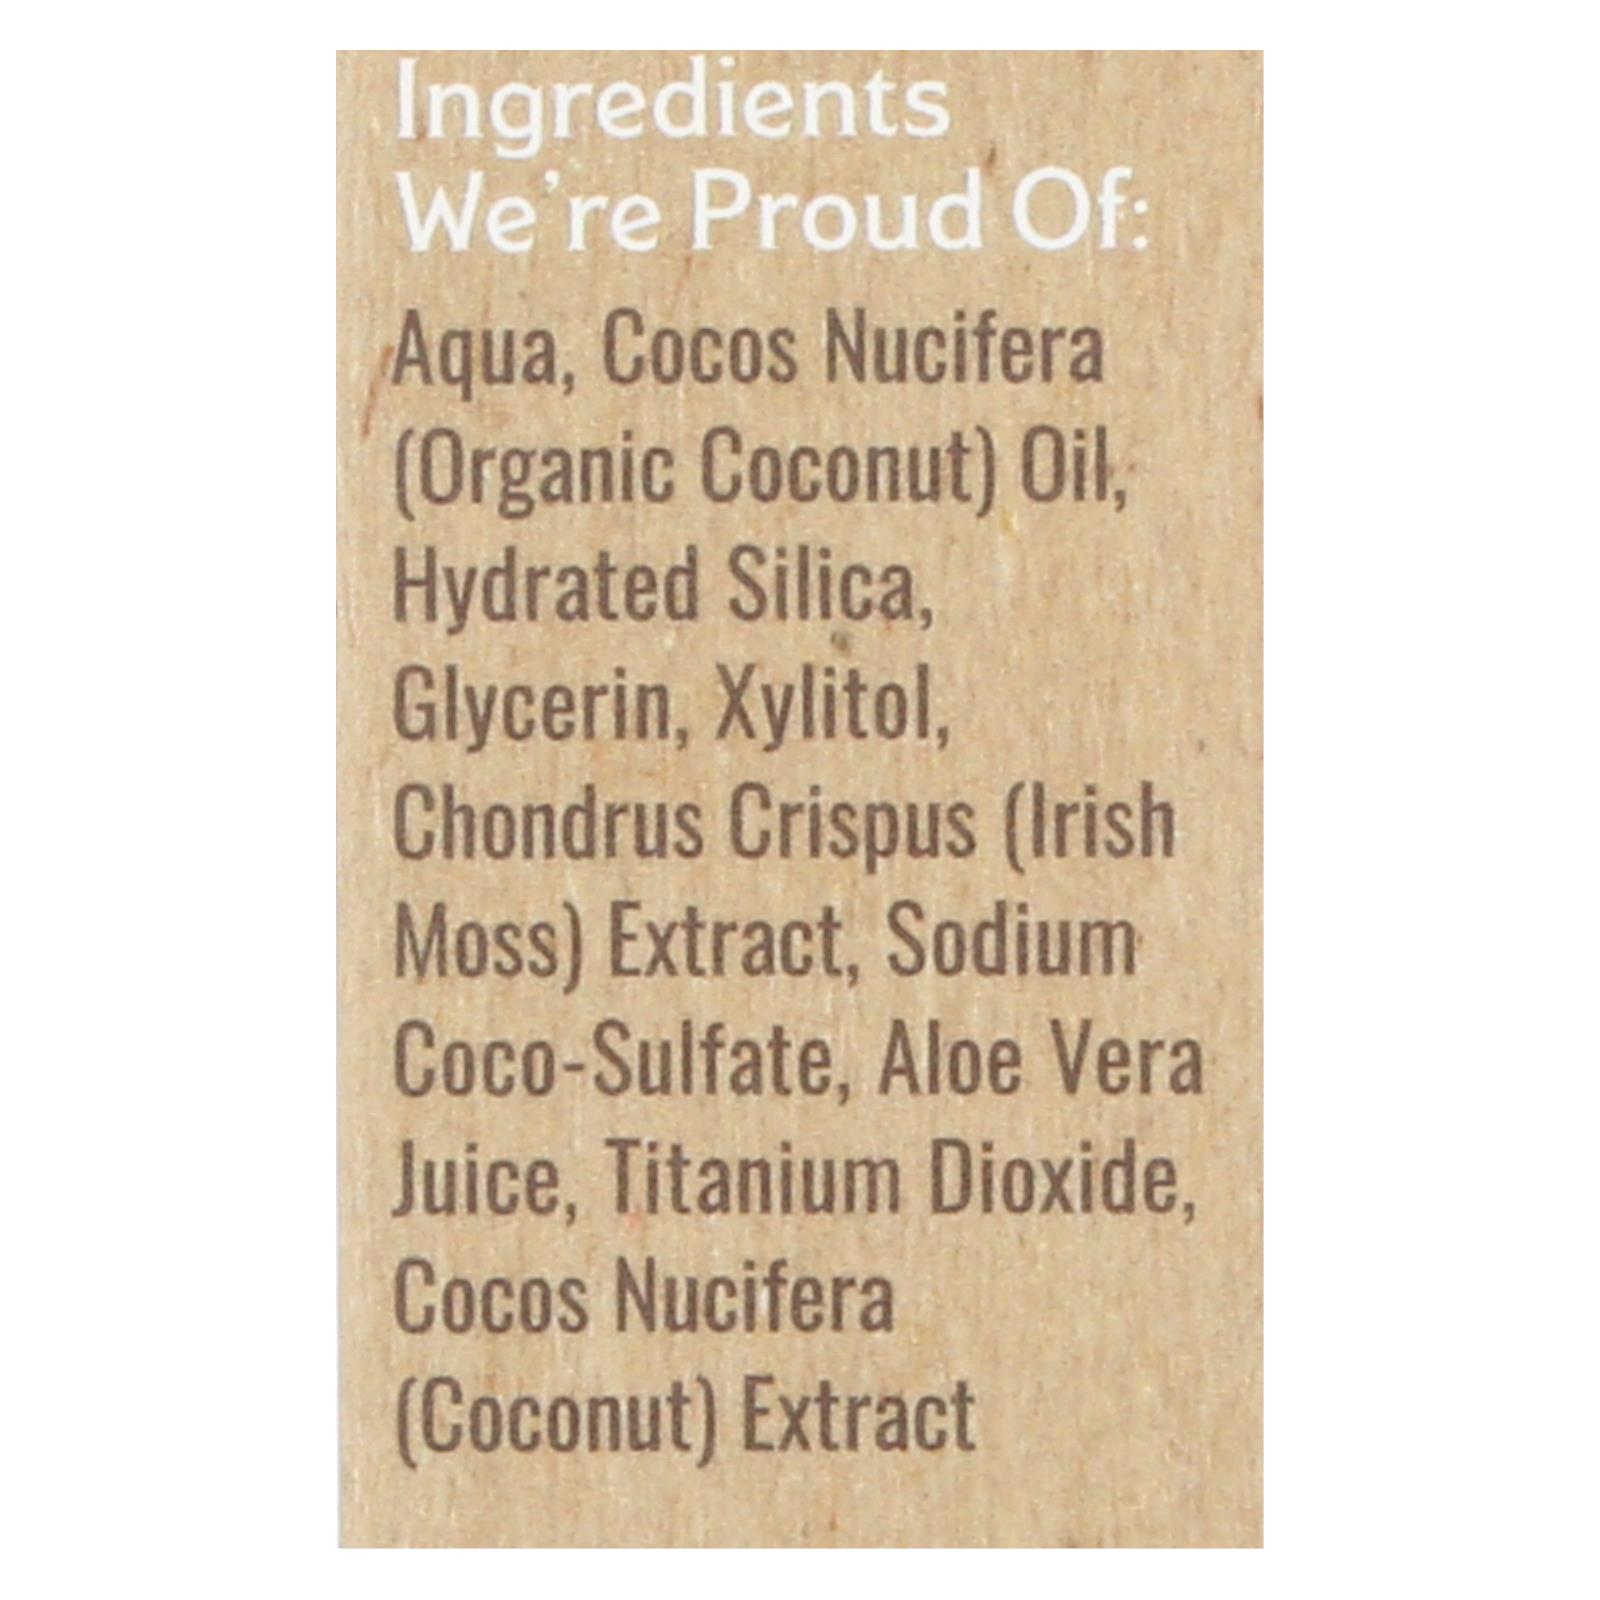 Ingredients
We're Proud Of:
Aqua, Cocos Nucifera
(Organic Coconut) Oil,
Hydrated Silica,
Glycerin, Xylitol,
Chondrus Crispus (Irish
Moss) Extract, Sodium
Coco-Sulfate, Aloe Vera
Juice, Titanium Dioxide,
Cocos Nucifera
(Coconut) Extract